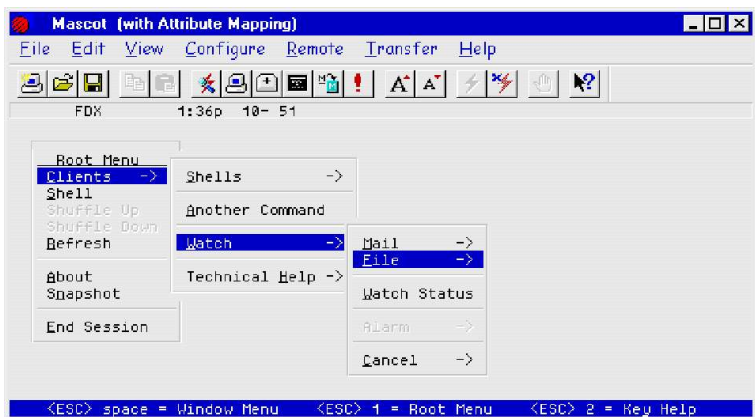 Mascot (with Attribute Mapping)
File Edit View Configure Remote Transfer Help
FDX 1:36p 10- 51
Root Menu
Clients ->
Shell
Shuffle Up
Shuffle Down
Refresh
About
Snapshot
End Session
Shells ->
Another Command
Watch ->
Technical Help ->
Mail ->
File ->
Watch Status
Alarm ->
Cancel ->
<ESC> space = Window Menu <ESC> 1 = Root Menu <ESC> 2 = Key Help